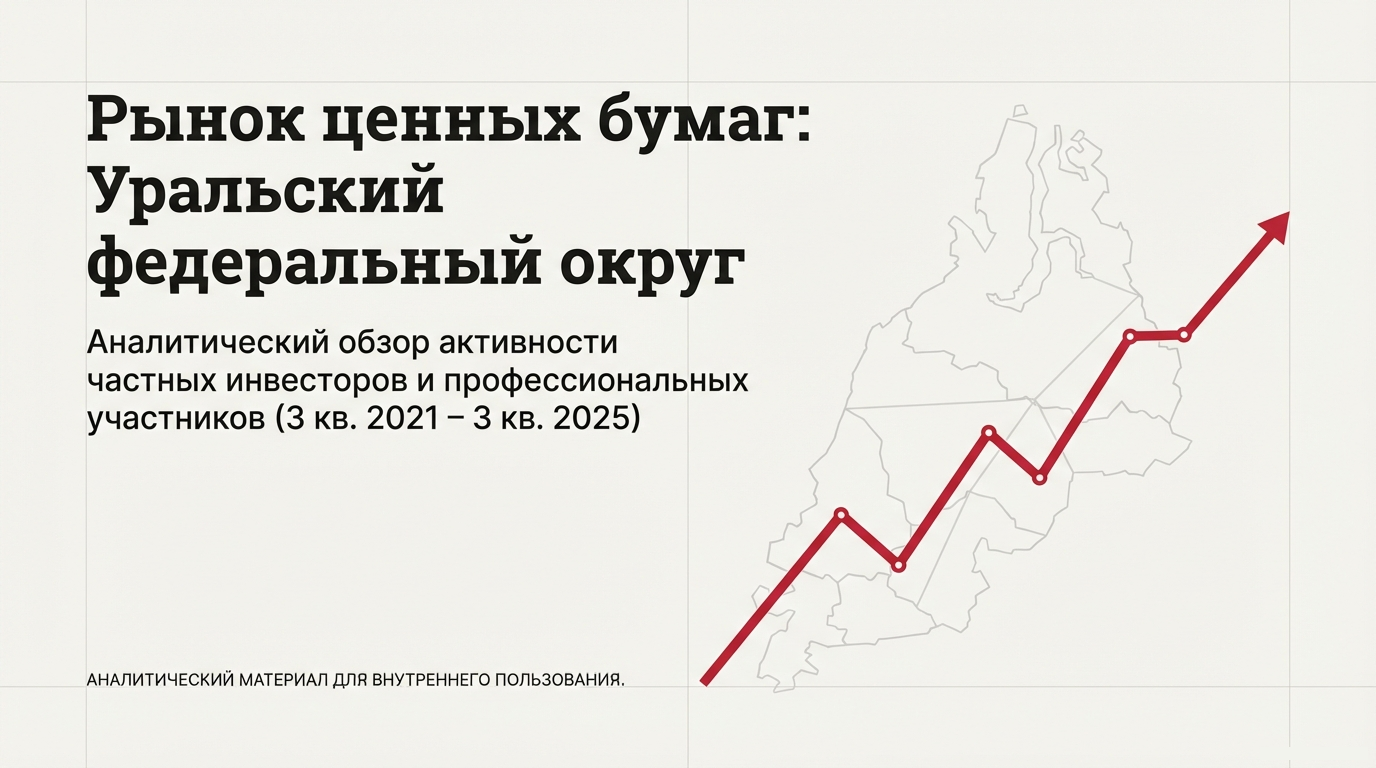 Рынок ценных бумаг:
Уральский
федеральный округ
Аналитический обзор активности
частных инвесторов и профессиональных
участников (3 кв. 2021 – 3 кв. 2025)
АНАЛИТИЧЕСКИЙ МАТЕРИАЛ ДЛЯ ВНУТРЕННЕГО ПОЛЬЗОВАНИЯ.